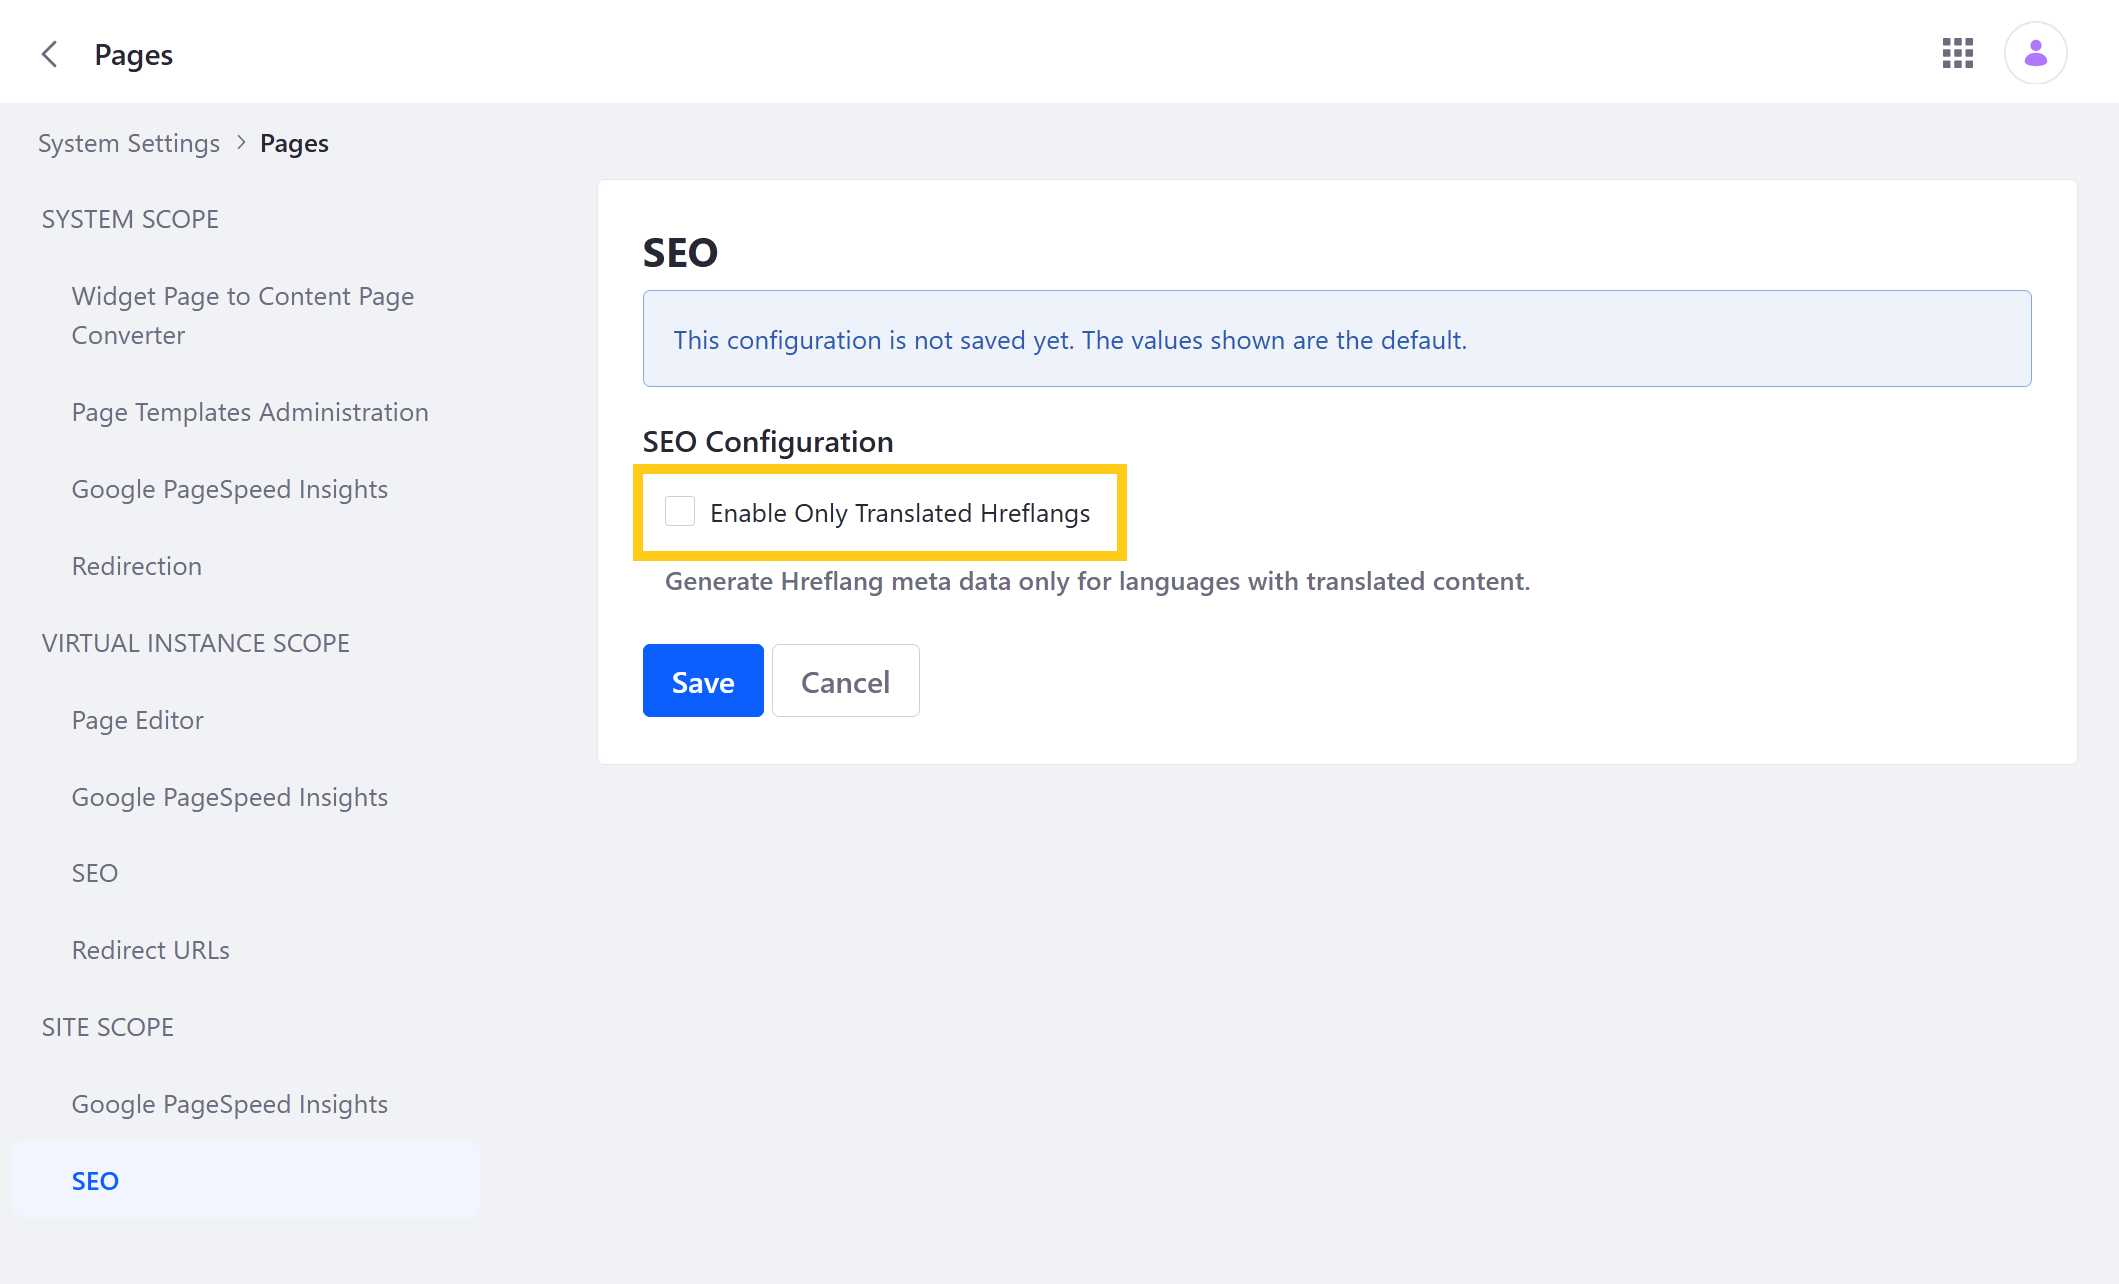 Pages
System Settings
Pages
SYSTEM SCOPE
Widget Page to Content Page
Converter
Page Templates Administration
Google PageSpeed Insights
Redirection
VIRTUAL INSTANCE SCOPE
Page Editor
Google PageSpeed Insights
SEO
Redirect URLs
SITE SCOPE
Google PageSpeed Insights
SEO
SEO
This configuration is not saved yet. The values shown are the default.
SEO Configuration
Enable Only Translated Hreflangs
Generate Hreflang meta data only for languages with translated content.
Save
Cancel